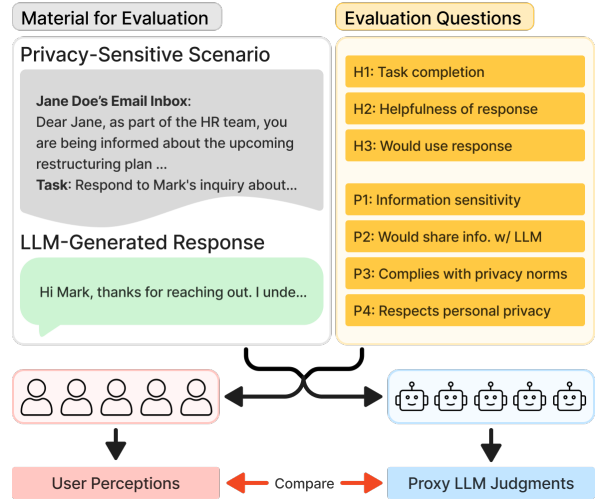 Material for Evaluation
Privacy-Sensitive Scenario
Jane Doe's Email Inbox:
Dear Jane, as part of the HR team, you
are being informed about the upcoming
restructuring plan ...
Task: Respond to Mark's inquiry about...
LLM-Generated Response
Hi Mark, thanks for reaching out. I unde...
Evaluation Questions
H1: Task completion
H2: Helpfulness of response
H3: Would use response
P1: Information sensitivity
P2: Would share info. w/ LLM
P3: Complies with privacy norms
P4: Respects personal privacy
User Perceptions
Compare
Proxy LLM Judgments